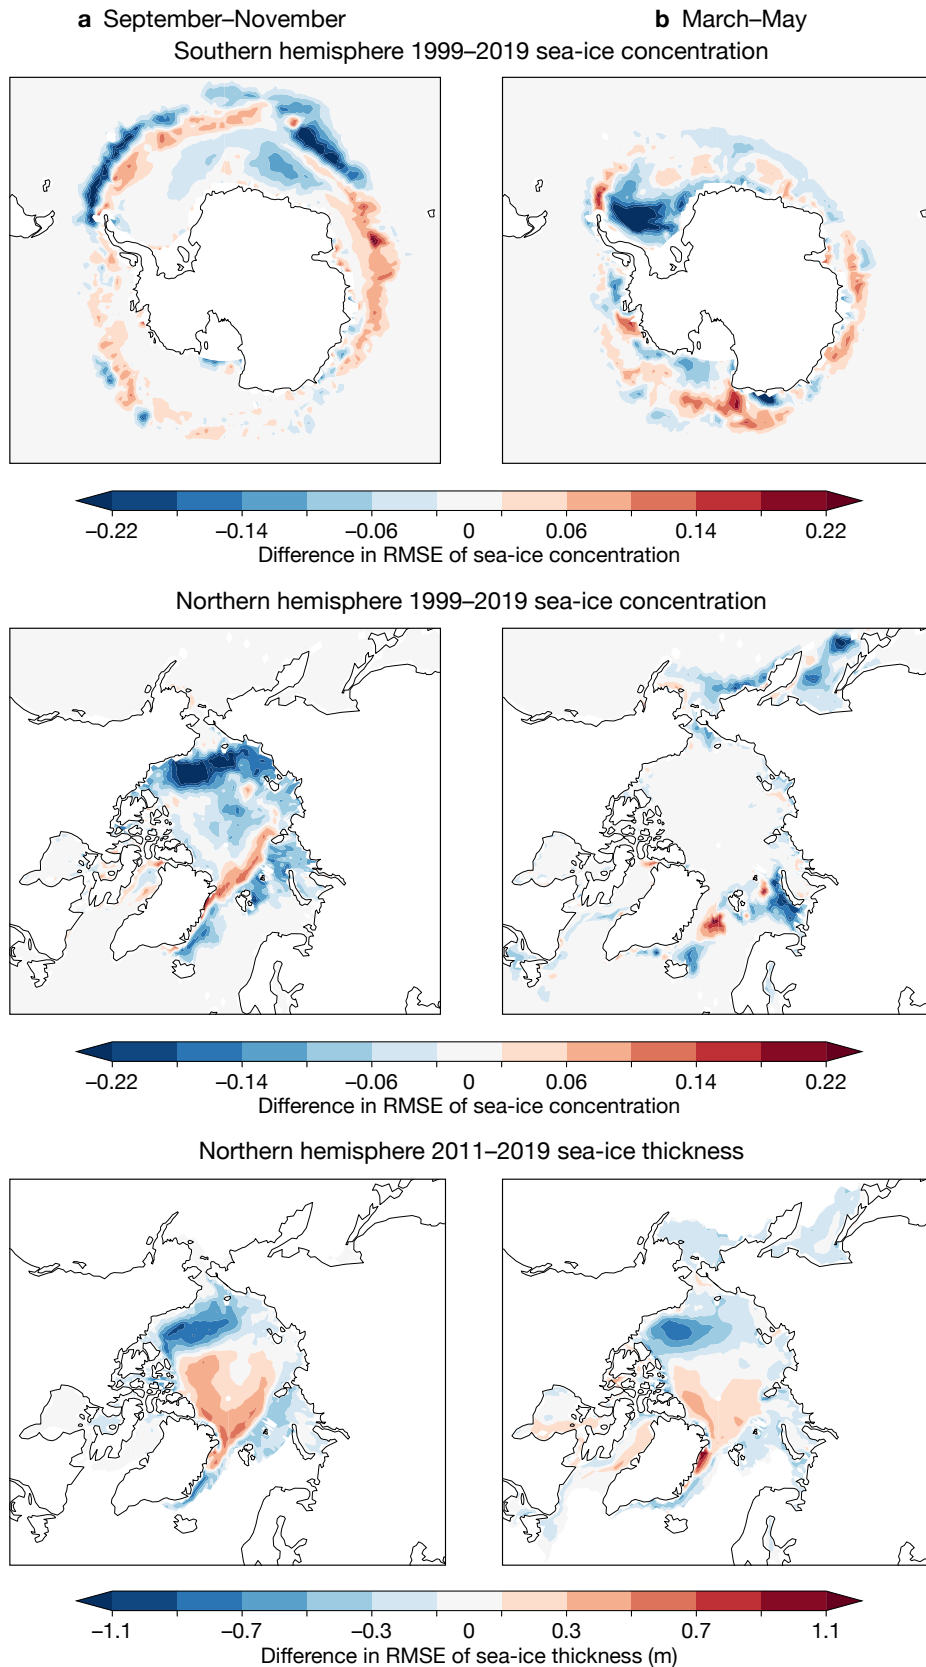 a September–November
b March–May
Southern hemisphere 1999–2019 sea-ice concentration
−0.22 −0.14 −0.06 0 0.06 0.14 0.22
Difference in RMSE of sea-ice concentration
Northern hemisphere 1999–2019 sea-ice concentration
−0.22 −0.14 −0.06 0 0.06 0.14 0.22
Difference in RMSE of sea-ice concentration
Northern hemisphere 2011–2019 sea-ice thickness
−1.1 −0.7 −0.3 0 0.3 0.7 1.1
Difference in RMSE of sea-ice thickness (m)